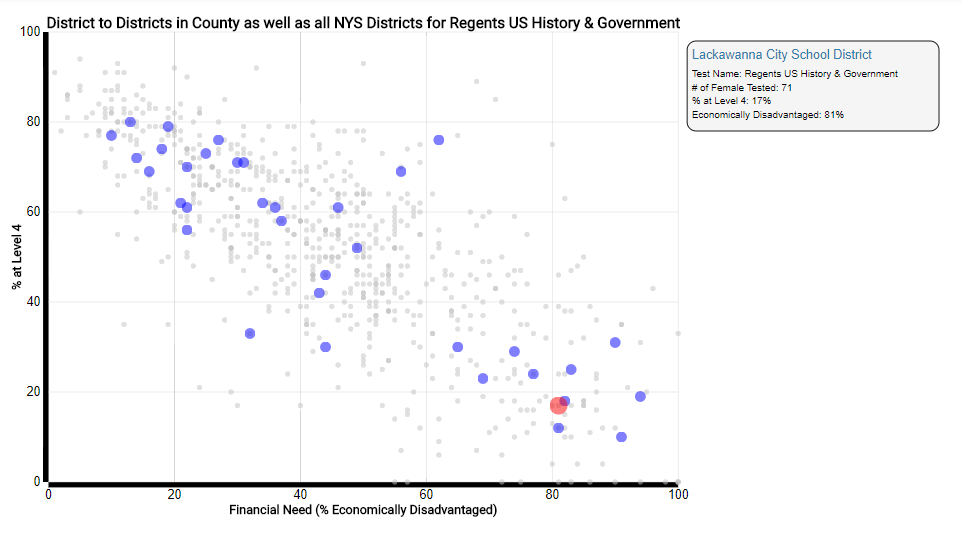 District to Districts in County as well as all NYS Districts for Regents US History & Government
100
80
60
40
20
0
% at Level 4
0 20 40 60 80 100
Financial Need (% Economically Disadvantaged)
Lackawanna City School District
Test Name: Regents US History & Government
# of Female Tested: 71
% at Level 4: 17%
Economically Disadvantaged: 81%